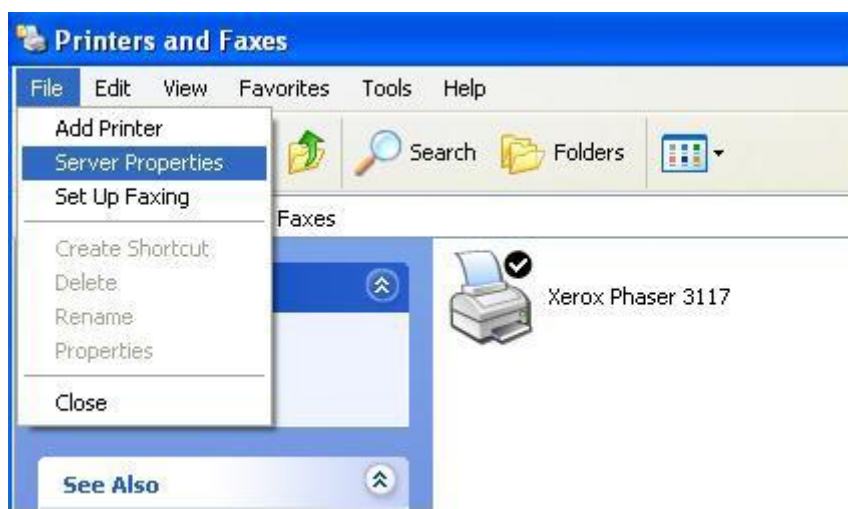 Printers and Faxes
File Edit View Favorites Tools Help
Add Printer
Server Properties
Set Up Faxing
Create Shortcut
Delete
Rename
Properties
Close
Search Folders
Faxes
Xerox Phaser 3117
See Also